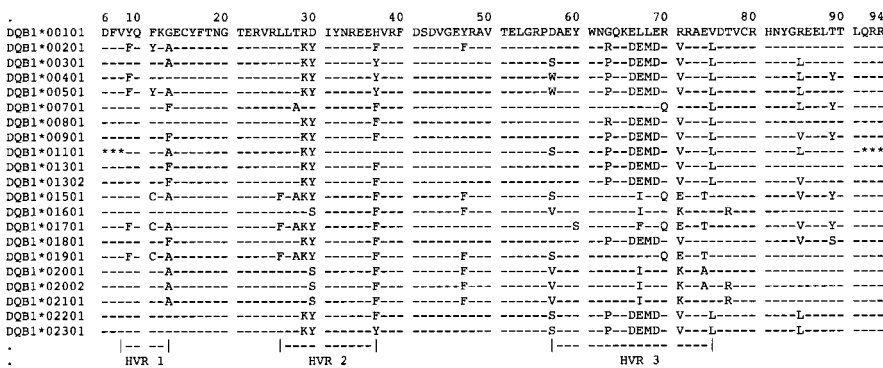 . 6 10 20 30 40 50 60 70 80 90 94
DQB1*00101 DFVYQ FKGECYFTNG TERVRLLTRD IYNREEHVRF DSDVGEYRAV TELGRPDAEY WNGQKELLER RRAEVDTVCR HNYGREELTT LQRR
DQB1*00201 ---F- Y-A------- --------KY ------F--- ------F--- ---------- --R--DEMD- V---L----- ---------- ----
DQB1*00301 ----- --A------- --------KY ------Y--- ---------- ------S--- --P--DEMD- V---L----- ----L----- ----
DQB1*00401 ---F- ---------- --------KY ------Y--- ---------- ------W--- --P--DEMD- V---L----- ----L---Y- ----
DQB1*00501 ---F- Y-A------- --------KY ------Y--- ---------- ------W--- --P--DEMD- V---L----- ----L---Y- ----
DQB1*00701 ----- --F------- -------A-- ------F--- ---------- ---------- ---------Q ---------- ----L---Y- ----
DQB1*00801 ----- ---------- --------KY ------F--- ---------- ---------- --R--DEMD- V---L----- ---------- ----
DQB1*00901 ----- --F------- --------KY ------F--- ---------- ---------- --P--DEMD- V---L----- ----V---Y- ----
DQB1*01101 ***-- --A------- --------KY ---------- ---------- ------S--- --P--DEMD- V---L----- ----L----- -***
DQB1*01301 ----- --F------- --------KY ------F--- ---------- ---------- --P--DEMD- V---L----- ---------- ----
DQB1*01302 ----- --F------- --------KY ------F--- ---------- ---------- --P--DEMD- V---L----- ----V----- ----
DQB1*01501 ----- C-A------- -----F-AKY ---------- ------F--- ------S--- ------I--Q E--T------ ----V---Y- ----
DQB1*01601 ----- ---------- ---------S ------F--- ------F--- ------V--- ------I--- K-----R--- ---------- ----
DQB1*01701 ---F- C-A------- -----F-AKY ------F--- ---------- ---------S ------F--Q E--T------ ----V---Y- ----
DQB1*01801 ----- --F------- --------KY ------F--- ---------- ---------- --P--DEMD- V--------- ----V---S- ----
DQB1*01901 ---F- C-A------- -----F-AKY ------F--- ------F--- ------S--- ---------Q E--T------ ---------- ----
DQB1*02001 ----- --A------- ---------S ------F--- ------F--- ------V--- ------I--- K--A------ ---------- ----
DQB1*02002 ----- --A------- ---------S ------F--- ------F--- ------V--- ------I--- K--A--R--- ---------- ----
DQB1*02101 ----- --A------- ---------S ------F--- ------F--- ------V--- ------I--- K-----R--- ---------- ----
DQB1*02201 ----- ---------- --------KY ------F--- ---------- ------S--- --P--DEMD- V---L----- ----L----- ----
DQB1*02301 ----- ---------- --------KY ------Y--- ---------- ------S--- --P--DEMD- V---L----- ----L----- ----
. |-- ----| |---- --------| |--- ---------- ------|
. HVR 1 HVR 2 HVR 3